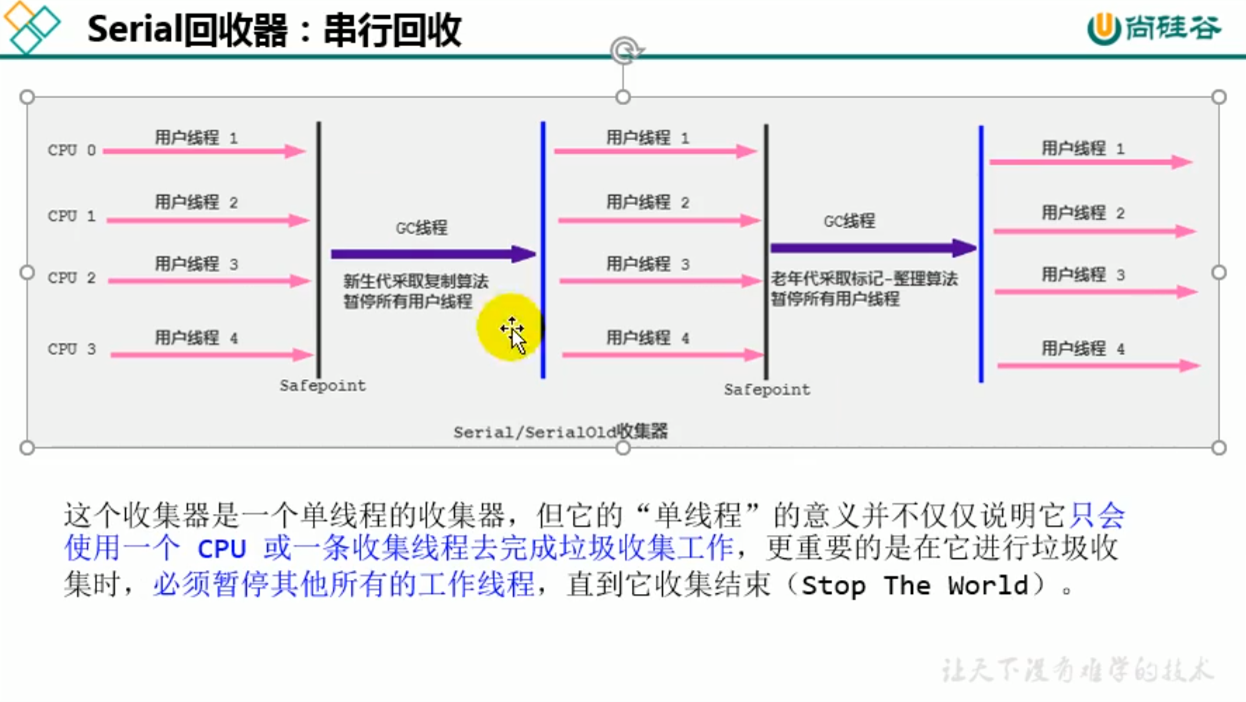 Serial回收器：串行回收
尚硅谷
CPU 0
用户线程 1
用户线程 1
用户线程 1
CPU 1
用户线程 2
用户线程 2
用户线程 2
GC线程
GC线程
CPU 2
用户线程 3
用户线程 3
用户线程 3
新生代采取复制算法
暂停所有用户线程
老年代采取标记-整理算法
暂停所有用户线程
CPU 3
用户线程 4
用户线程 4
用户线程 4
Safepoint
Safepoint
Serial/SerialOld收集器
这个收集器是一个单线程的收集器，但它的“单线程”的意义并不仅仅说明它只会
使用一个 CPU 或一条收集线程去完成垃圾收集工作，更重要的是在它进行垃圾收
集时，必须暂停其他所有的工作线程，直到它收集结束（Stop The World）。
让天下没有难学的技术